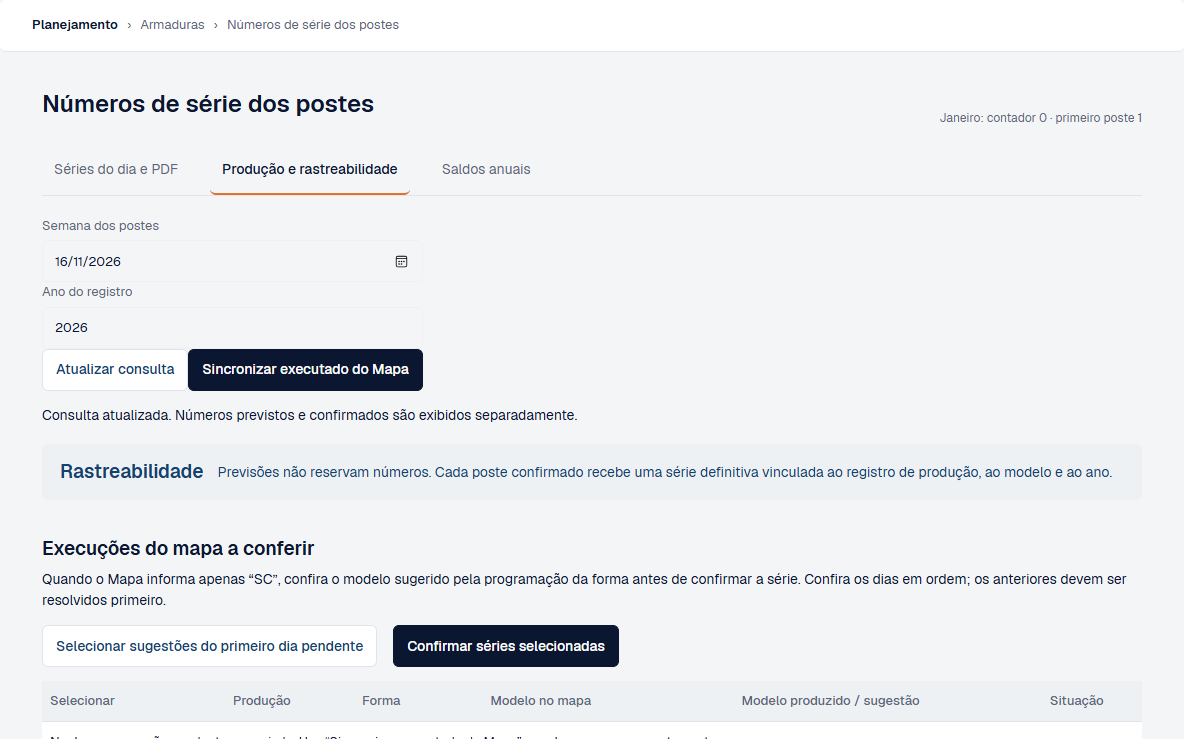 Planejamento › Armaduras › Números de série dos postes
Números de série dos postes
Janeiro: contador 0 · primeiro poste 1
Séries do dia e PDF
Produção e rastreabilidade
Saldos anuais
Semana dos postes
16/11/2026
Ano do registro
2026
Atualizar consulta
Sincronizar executado do Mapa
Consulta atualizada. Números previstos e confirmados são exibidos separadamente.
Rastreabilidade
Previsões não reservam números. Cada poste confirmado recebe uma série definitiva vinculada ao registro de produção, ao modelo e ao ano.
Execuções do mapa a conferir
Quando o Mapa informa apenas “SC”, confira o modelo sugerido pela programação da forma antes de confirmar a série. Confira os dias em ordem; os anteriores devem ser
resolvidos primeiro.
Selecionar sugestões do primeiro dia pendente
Confirmar séries selecionadas
Selecionar Produção Forma Modelo no mapa Modelo produzido / sugestão Situação